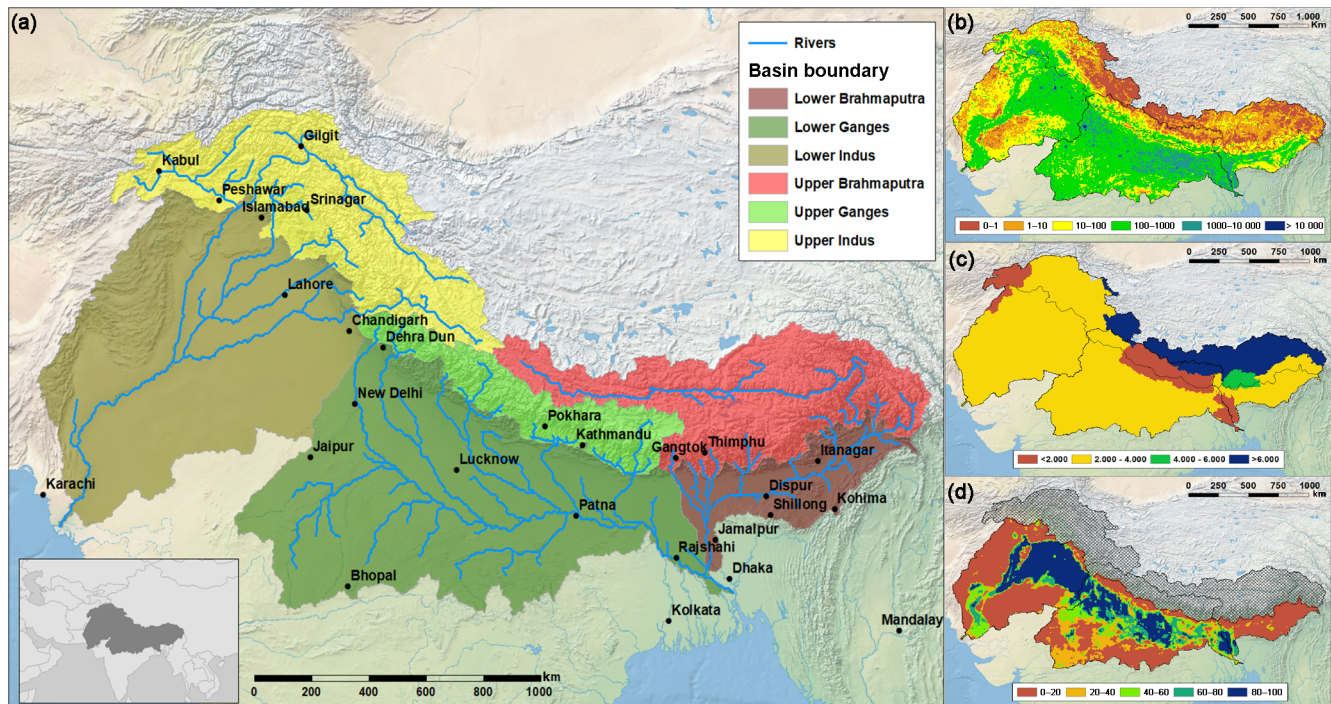 (a)
Rivers
Basin boundary
Lower Brahmaputra
Lower Ganges
Lower Indus
Upper Brahmaputra
Upper Ganges
Upper Indus
Gilgit
Kabul
Peshawar
Srinagar
Islamabad
Lahore
Chandigarh
Dehra Dun
New Delhi
Pokhara
Kathmandu
Gangtok
Thimphu
Itanagar
Jaipur
Lucknow
Karachi
Dispur
Kohima
Patna
Shillong
Jamalpur
Rajshahi
Dhaka
Bhopal
Kolkata
Mandalay
km
0 200 400 600 800 1000
(b)
0 250 500 750 1.000
Km
0–1 1–10 10–100 100–1000 1000–10 000 > 10 000
(c)
0 250 500 750 1.000
km
<2.000 2.000 - 4.000 4.000 - 6.000 >6.000
(d)
0 250 500 750 1.000
km
0–20 20–40 40–60 60–80 80–100